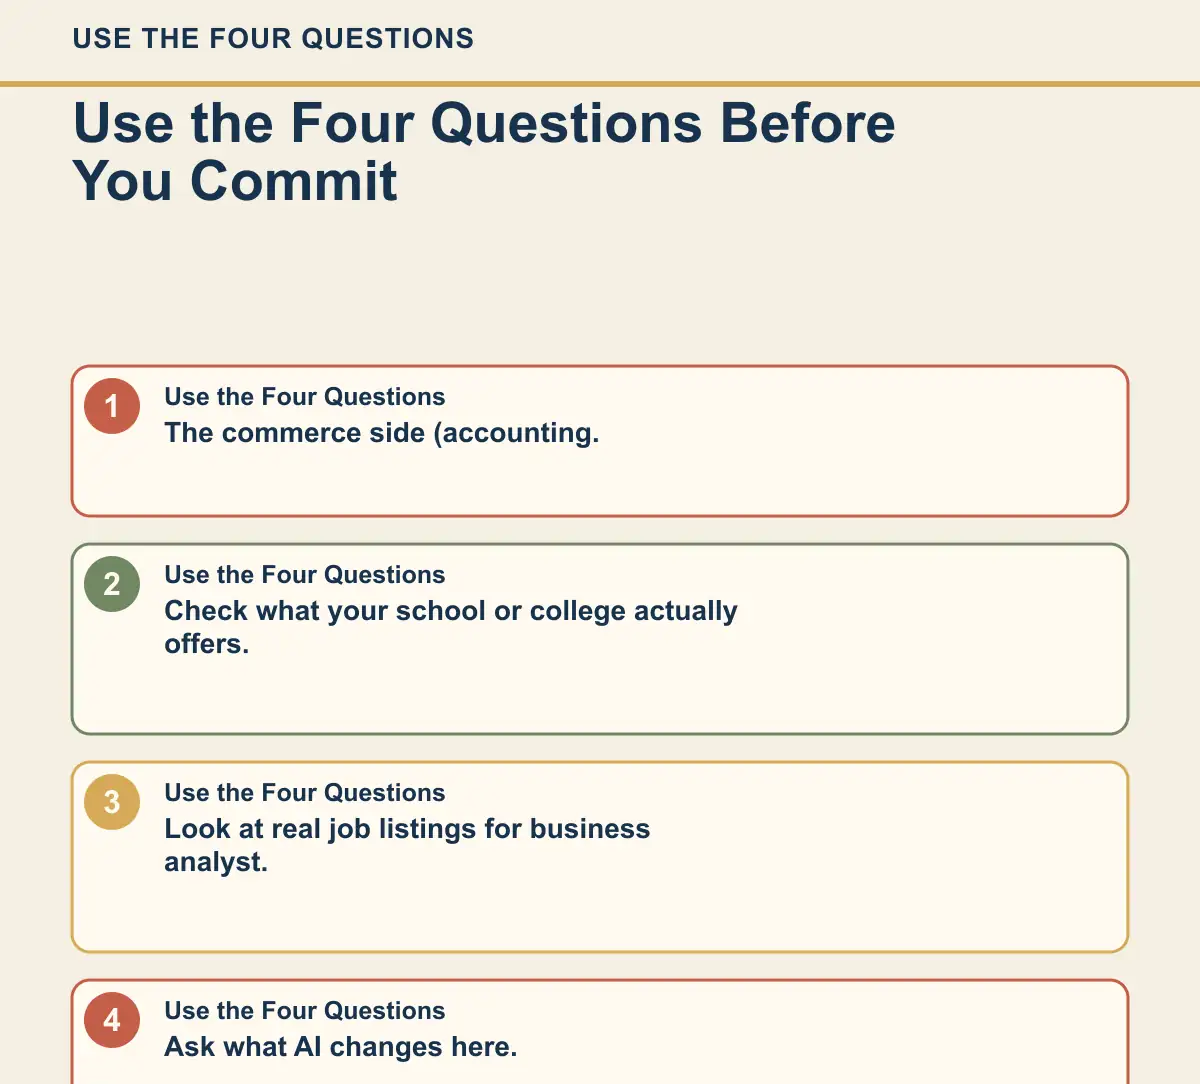 USE THE FOUR QUESTIONS
Use the Four Questions Before
You Commit
1
Use the Four Questions
The commerce side (accounting.
2
Use the Four Questions
Check what your school or college actually
offers.
3
Use the Four Questions
Look at real job listings for business
analyst.
4
Use the Four Questions
Ask what AI changes here.